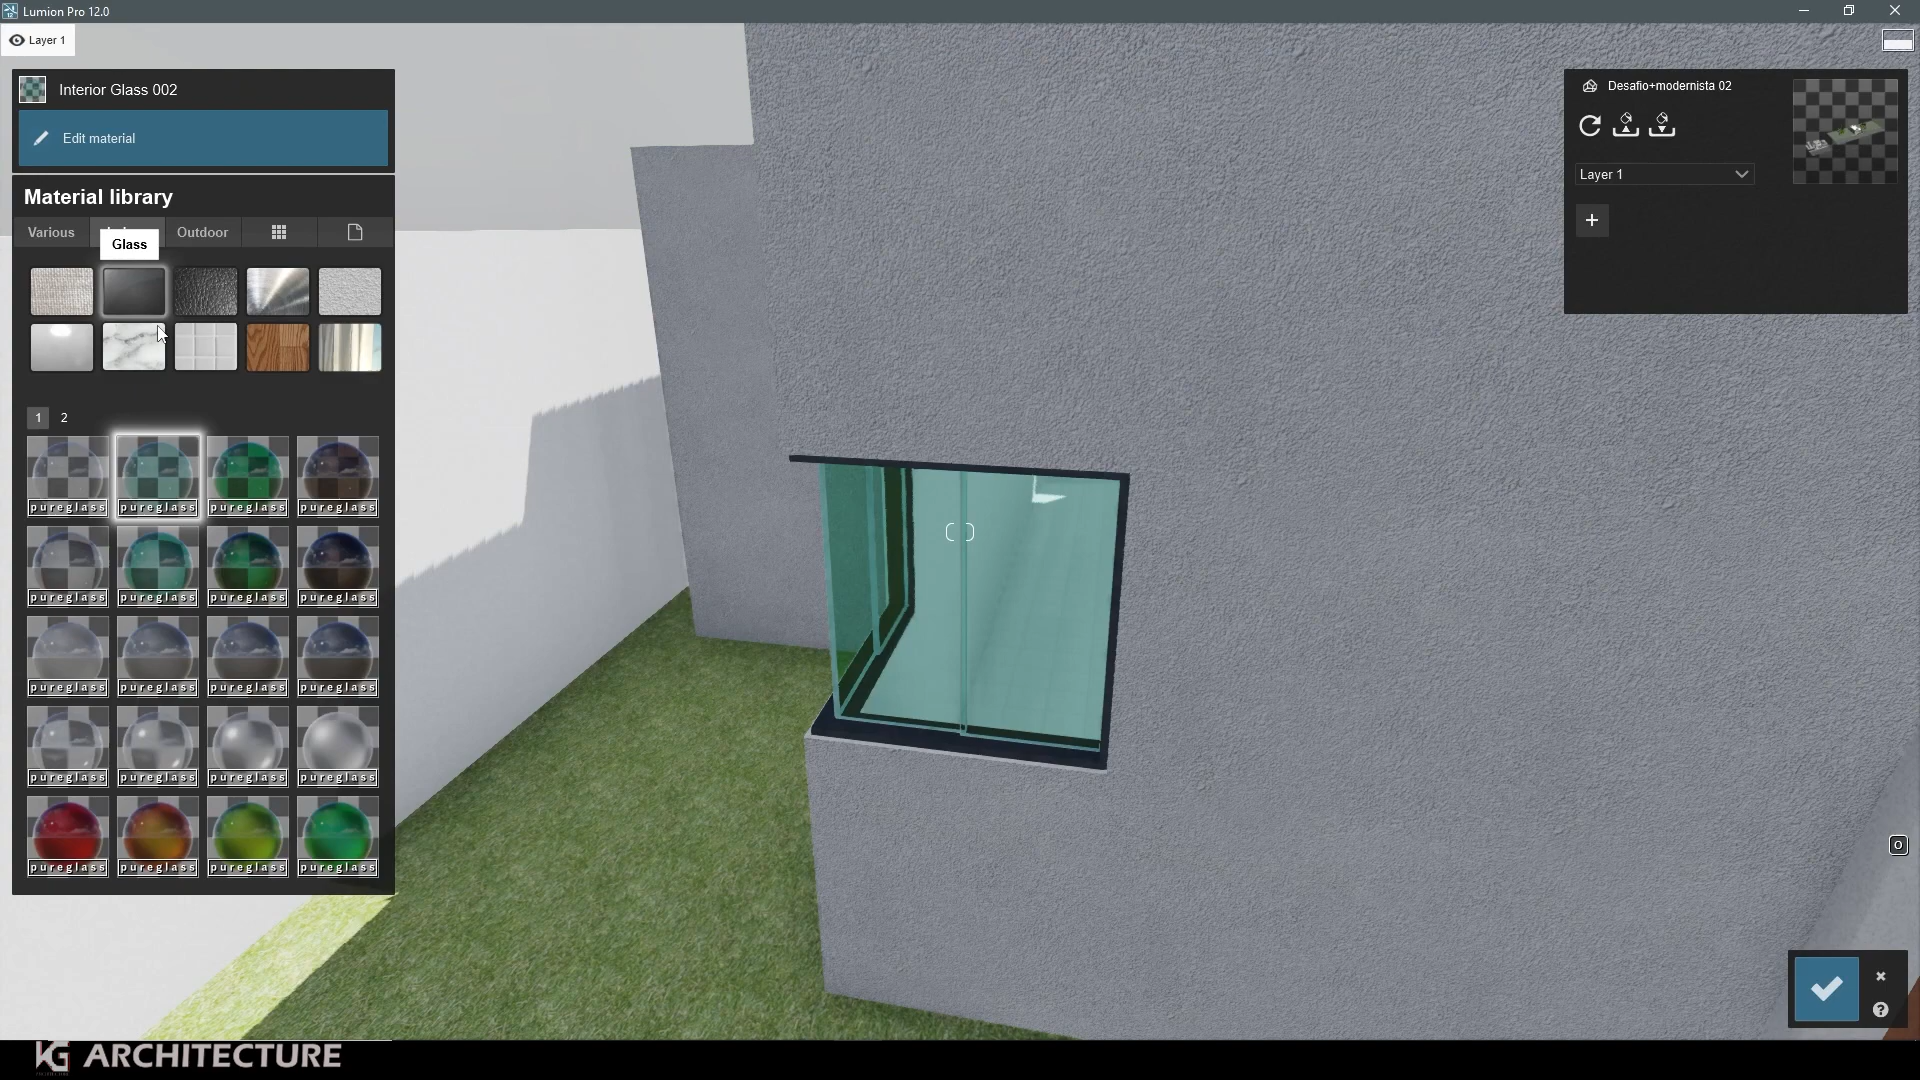 Lumion Pro 12.0
Layer 1
Interior Glass 002
Edit material
Material library
Various
Outdoor
Glass
1 2
pureglass pureglass pureglass pureglass
pureglass pureglass pureglass pureglass
pureglass pureglass pureglass pureglass
pureglass pureglass pureglass pureglass
pureglass pureglass pureglass pureglass
Desafio+modernista 02
Layer 1
O
KG ARCHITECTURE